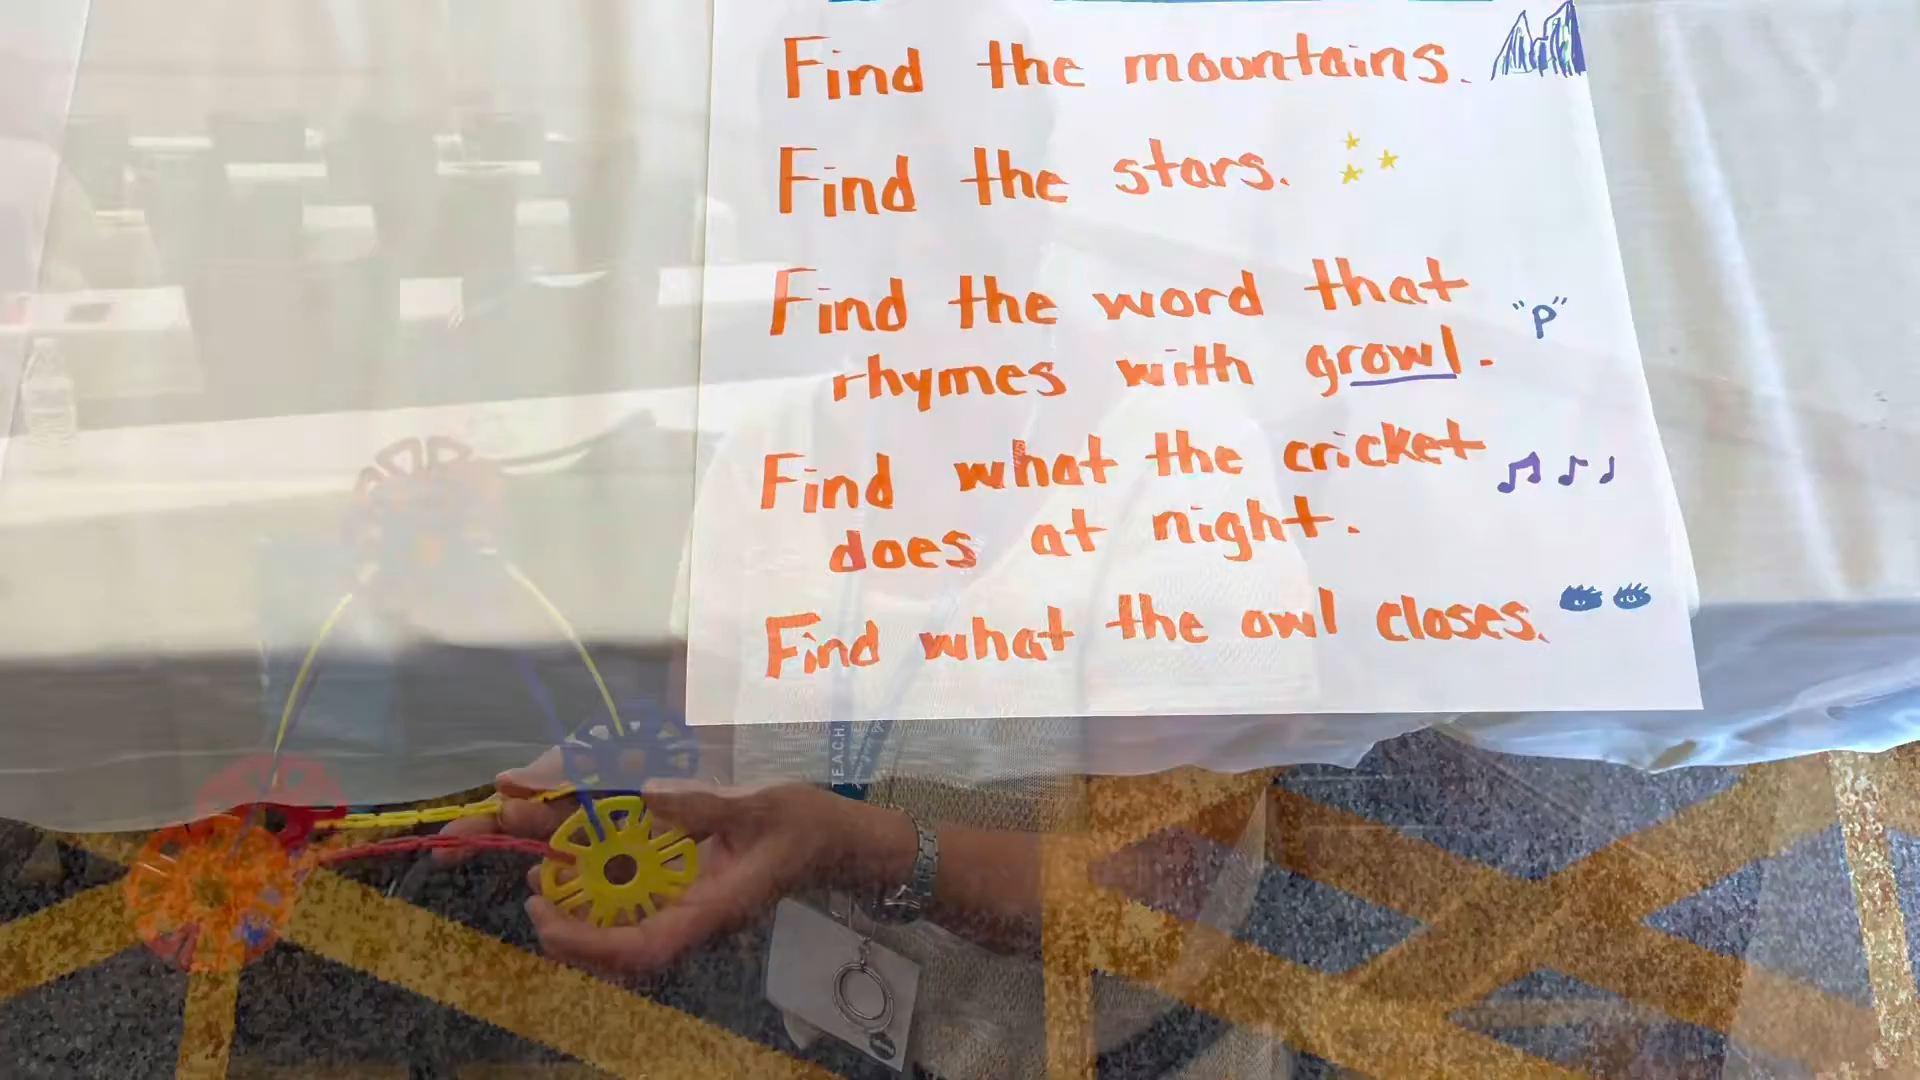 Find the mountains.
Find the stars.
Find the word that "p"
rhymes with growl.
Find what the cricket
does at night.
Find what the owl closes.
T.E.A.C.H.